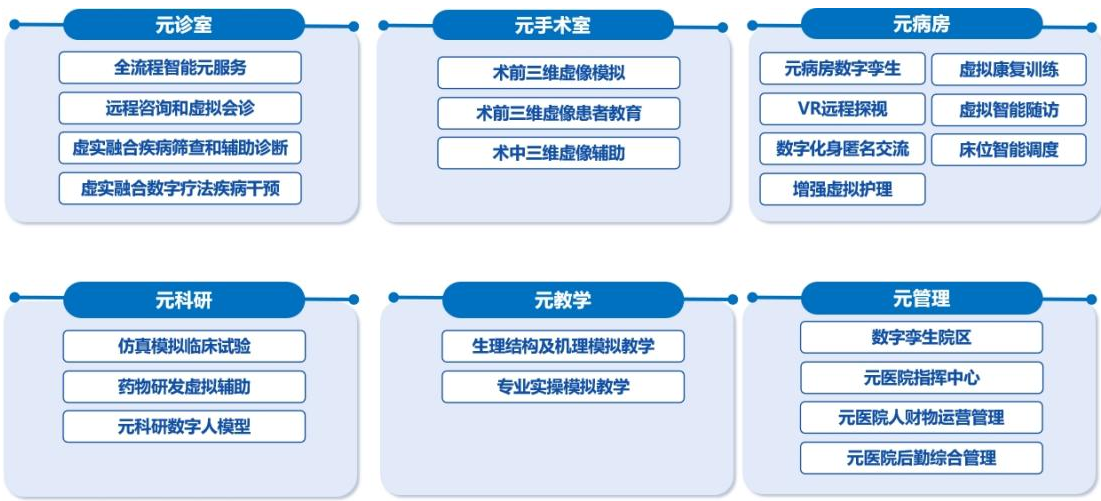 元诊室
全流程智能元服务
远程咨询和虚拟会诊
虚实融合疾病筛查和辅助诊断
虚实融合数字疗法疾病干预
元手术室
术前三维虚像模拟
术前三维虚像患者教育
术中三维虚像辅助
元病房
元病房数字孪生
虚拟康复训练
VR远程探视
虚拟智能随访
数字化身匿名交流
床位智能调度
增强虚拟护理
元科研
仿真模拟临床试验
药物研发虚拟辅助
元科研数字人模型
元教学
生理结构及机理模拟教学
专业实操模拟教学
元管理
数字孪生院区
元医院指挥中心
元医院人财物运营管理
元医院后勤综合管理